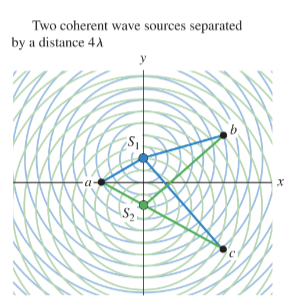 Two coherent wave sources separated
by a distance 4λ
y
b
S₁
a
x
S₂
c